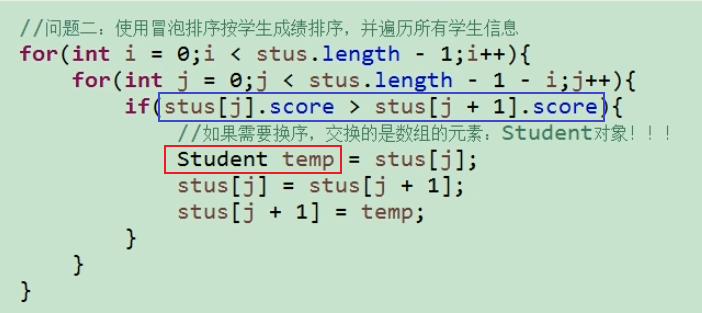 //问题二：使用冒泡排序按学生成绩排序，并遍历所有学生信息
for(int i = 0;i < stus.length - 1;i++){
for(int j = 0;j < stus.length - 1 - i;j++){
if(stus[j].score > stus[j + 1].score){
//如果需要换序，交换的是数组的元素：Student对象！！！
Student temp = stus[j];
stus[j] = stus[j + 1];
stus[j + 1] = temp;
}
}
}